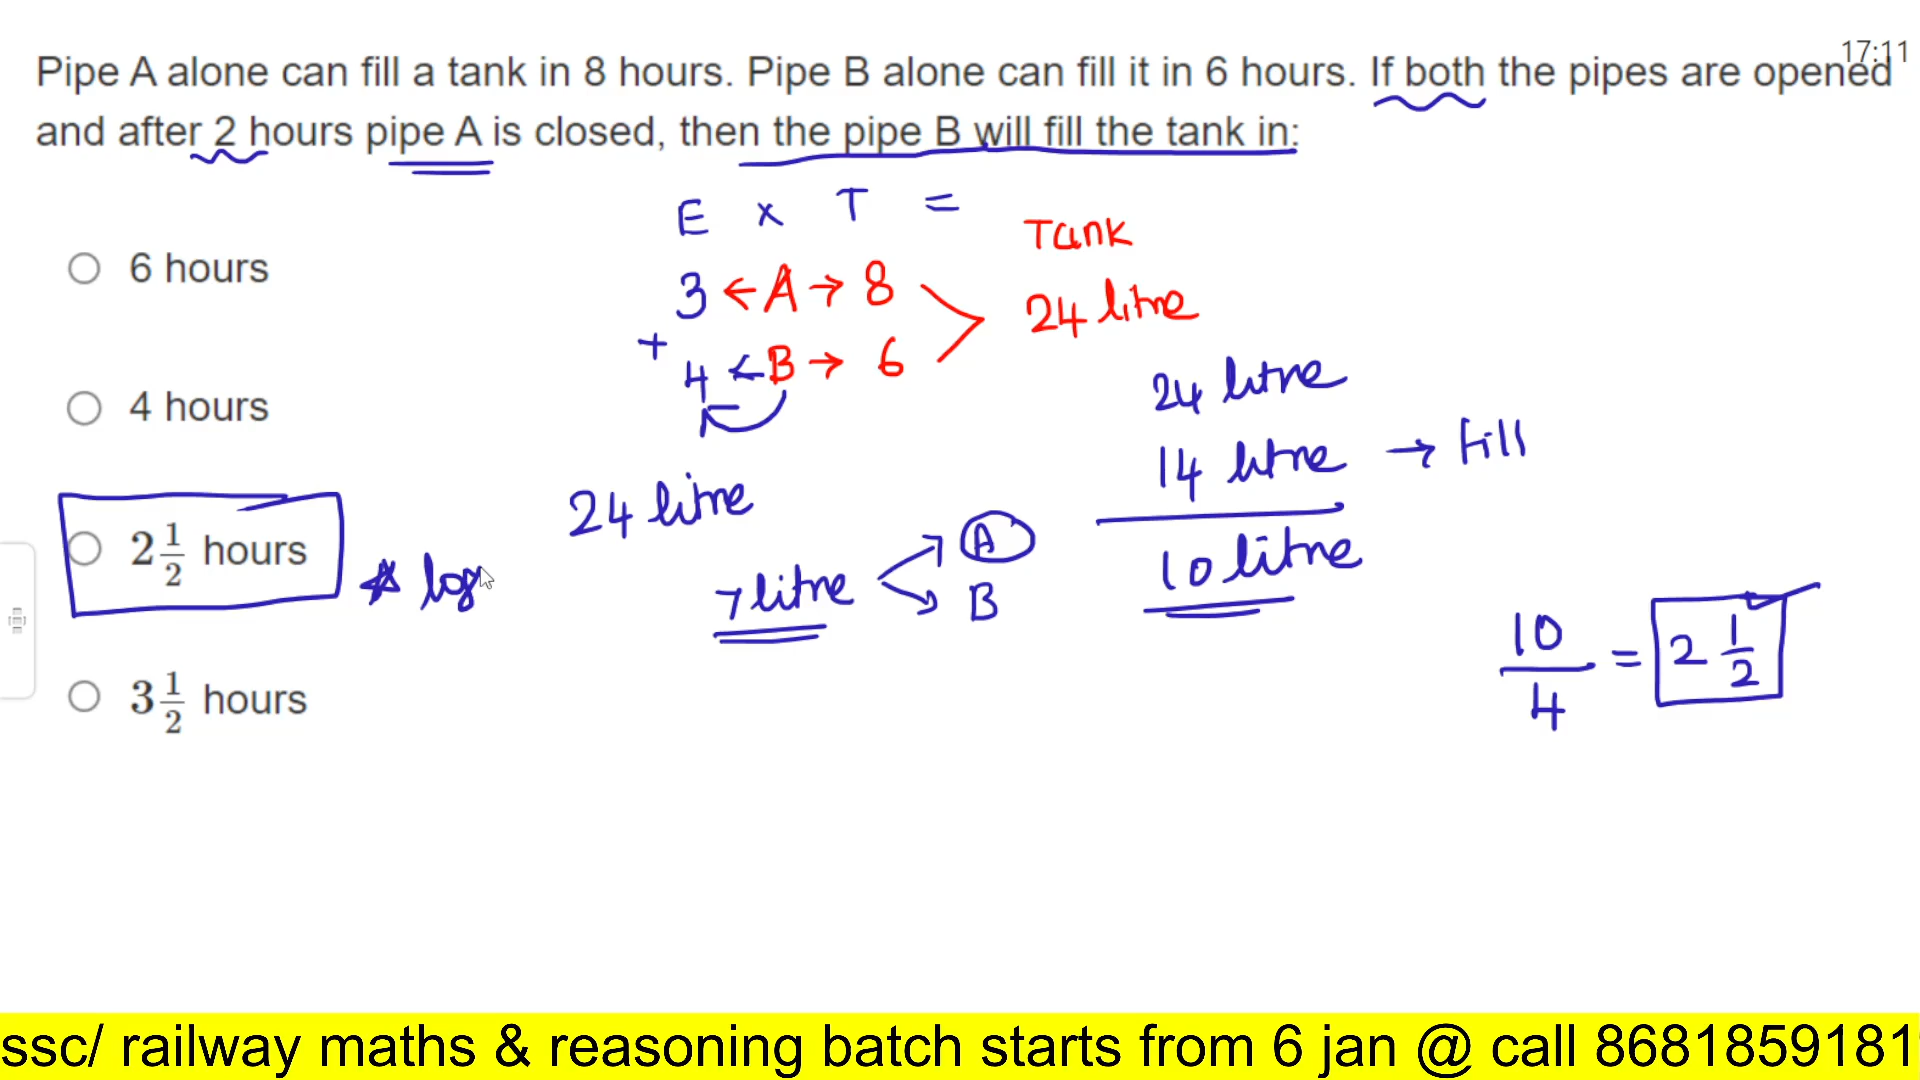 17:11
Pipe A alone can fill a tank in 8 hours. Pipe B alone can fill it in 6 hours. If both the pipes are opened
and after 2 hours pipe A is closed, then the pipe B will fill the tank in:
E x T =
Tank
3 ← A → 8
24 litre
+
4 ← B → 6
6 hours
4 hours
2 1/2 hours
3 1/2 hours
* log
24 litre
7 litre
A
B
24 litre
14 litre → fill
10 litre
10/4 = 2 1/2
ssc/ railway maths & reasoning batch starts from 6 jan @ call 8681859181